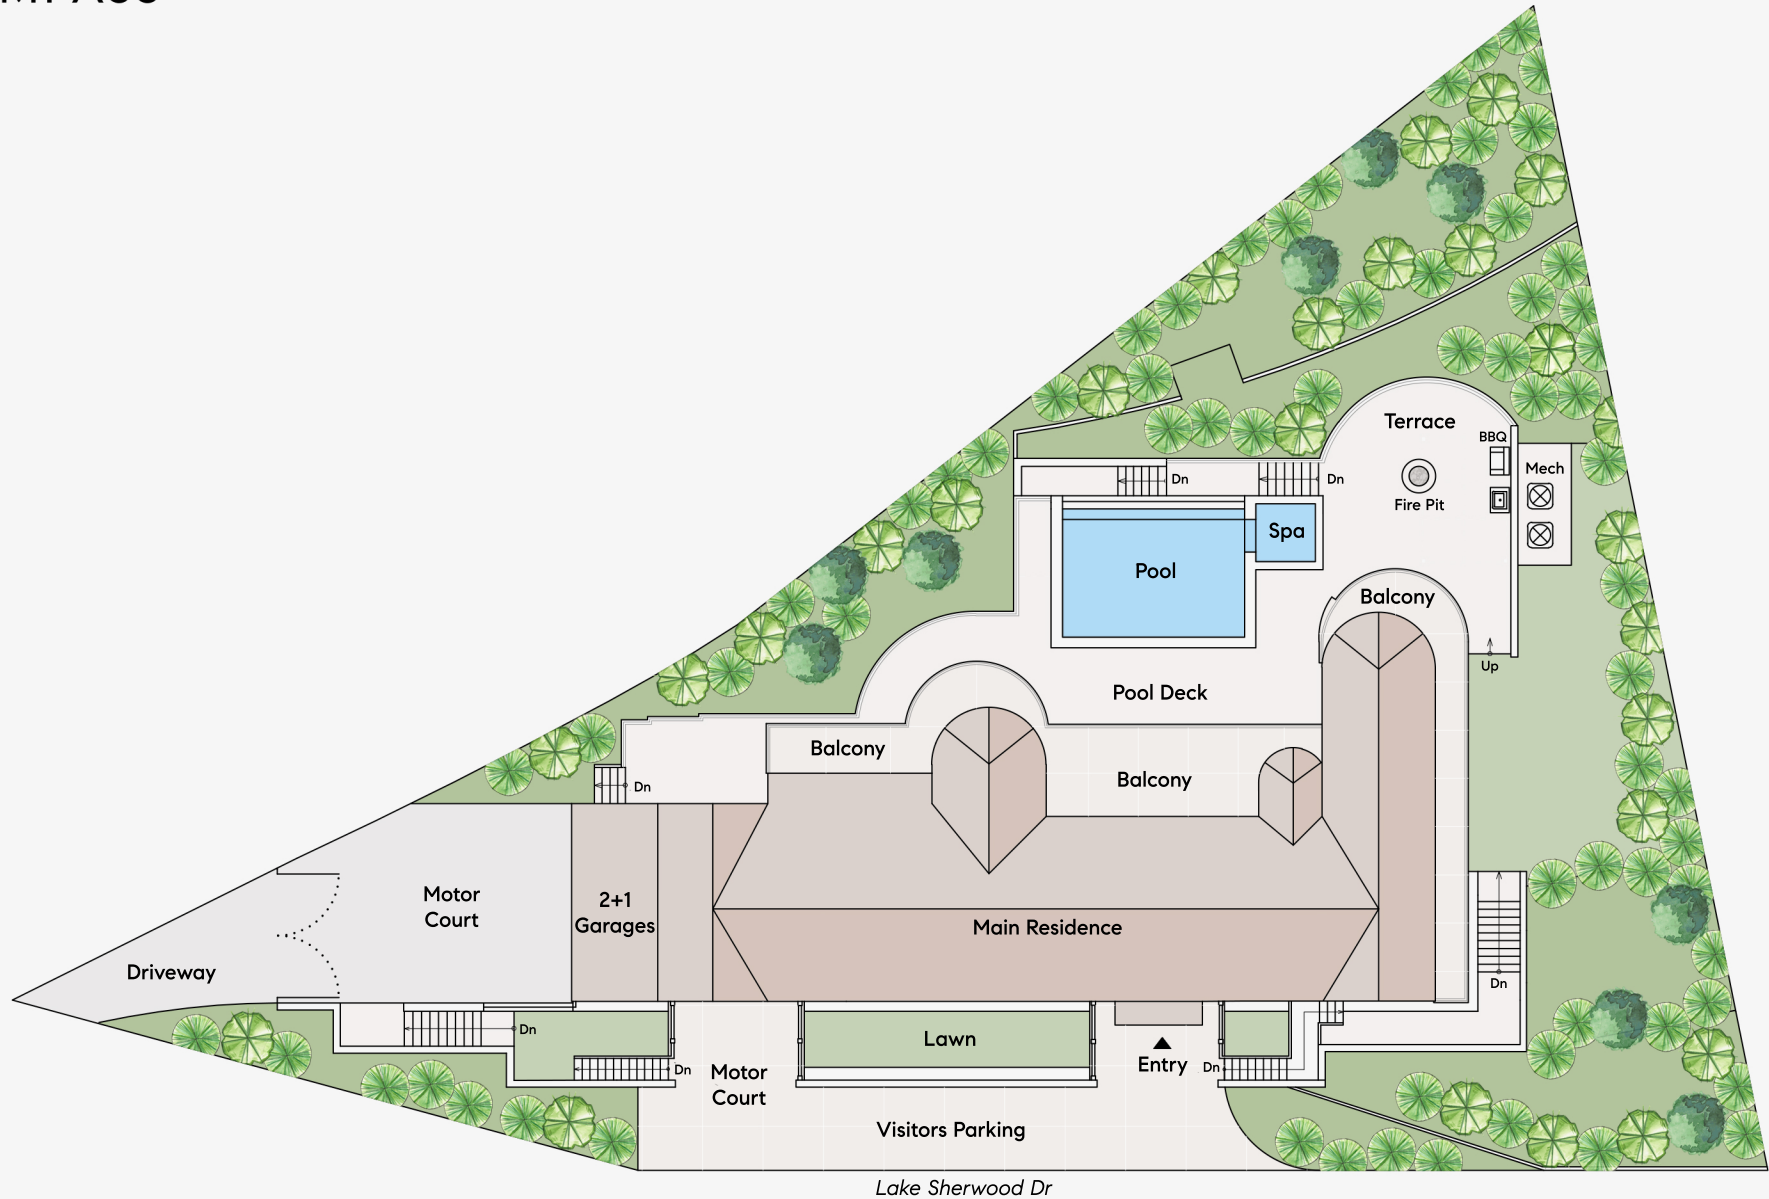 Terrace
BBQ
Mech
Dn
Dn
Fire Pit
Spa
Pool
Balcony
Up
Pool Deck
Balcony
Balcony
Dn
Motor
Court
2+1
Garages
Main Residence
Driveway
Dn
Dn
Lawn
Entry
Dn
Dn
Motor
Court
Visitors Parking
Lake Sherwood Dr